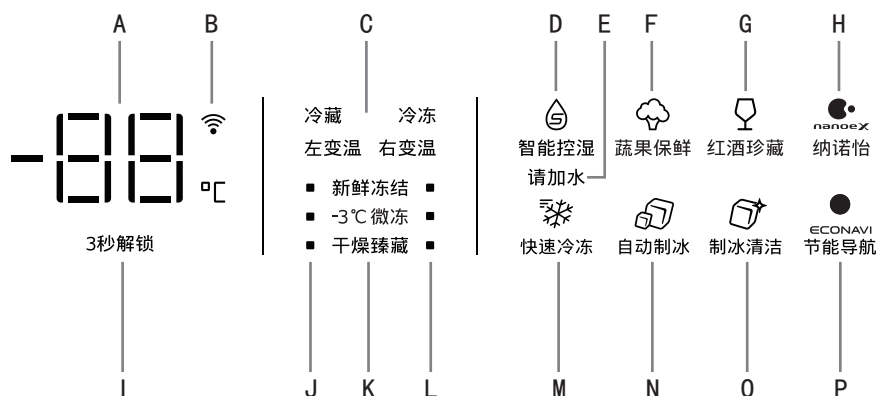 A B C D E F G H
-88 ℃
3秒解锁
冷藏 冷冻
左变温 右变温
■ 新鲜冻结 ■
■ -3℃微冻 ■
■ 干燥臻藏 ■
S
智能控湿 蔬果保鲜 红酒珍藏 nanoeX 纳诺怡
请加水
快速冷冻 自动制冰 制冰清洁 ECONAVI 节能导航
I J K L M N O P